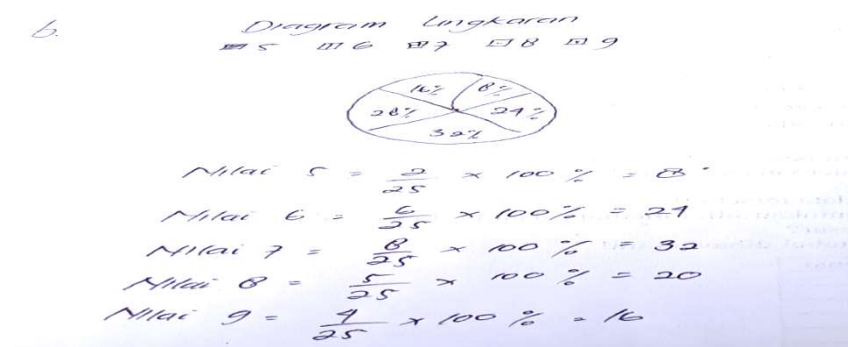 b. Diagram Lingkaran
5 6 7 8 9
16% 8%
28% 24%
32%
Nilai 5 = 2/25 × 100 % = 8
Nilai 6 = 6/25 × 100 % = 24
Nilai 7 = 8/25 × 100 % = 32
Nilai 8 = 5/25 × 100 % = 20
Nilai 9 = 4/25 × 100 % = 16